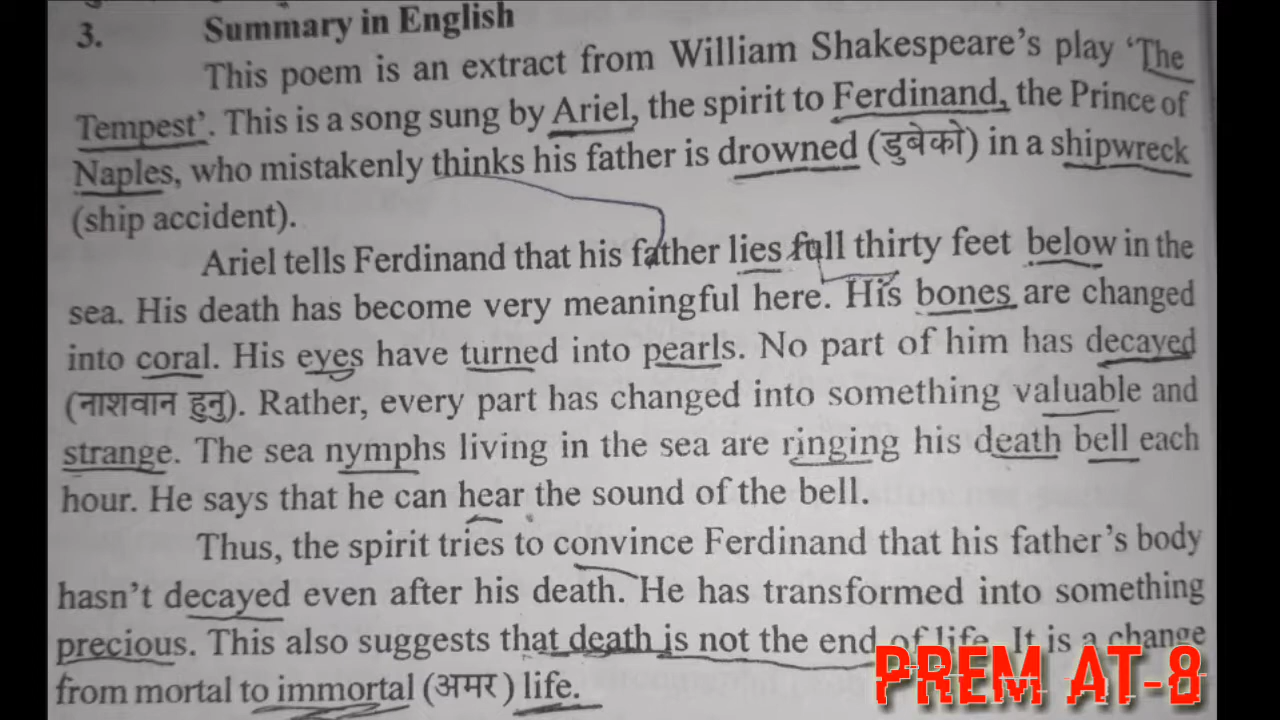 3. Summary in English
This poem is an extract from William Shakespeare's play 'The
Tempest'. This is a song sung by Ariel, the spirit to Ferdinand, the Prince of
Naples, who mistakenly thinks his father is drowned (डुबेको) in a shipwreck
(ship accident).
Ariel tells Ferdinand that his father lies full thirty feet below in the
sea. His death has become very meaningful here. His bones are changed
into coral. His eyes have turned into pearls. No part of him has decayed
(नाशवान हुनु). Rather, every part has changed into something valuable and
strange. The sea nymphs living in the sea are ringing his death bell each
hour. He says that he can hear the sound of the bell.
Thus, the spirit tries to convince Ferdinand that his father's body
hasn't decayed even after his death. He has transformed into something
precious. This also suggests that death is not the end of life. It is a change
from mortal to immortal (अमर) life.
PREM AT-8